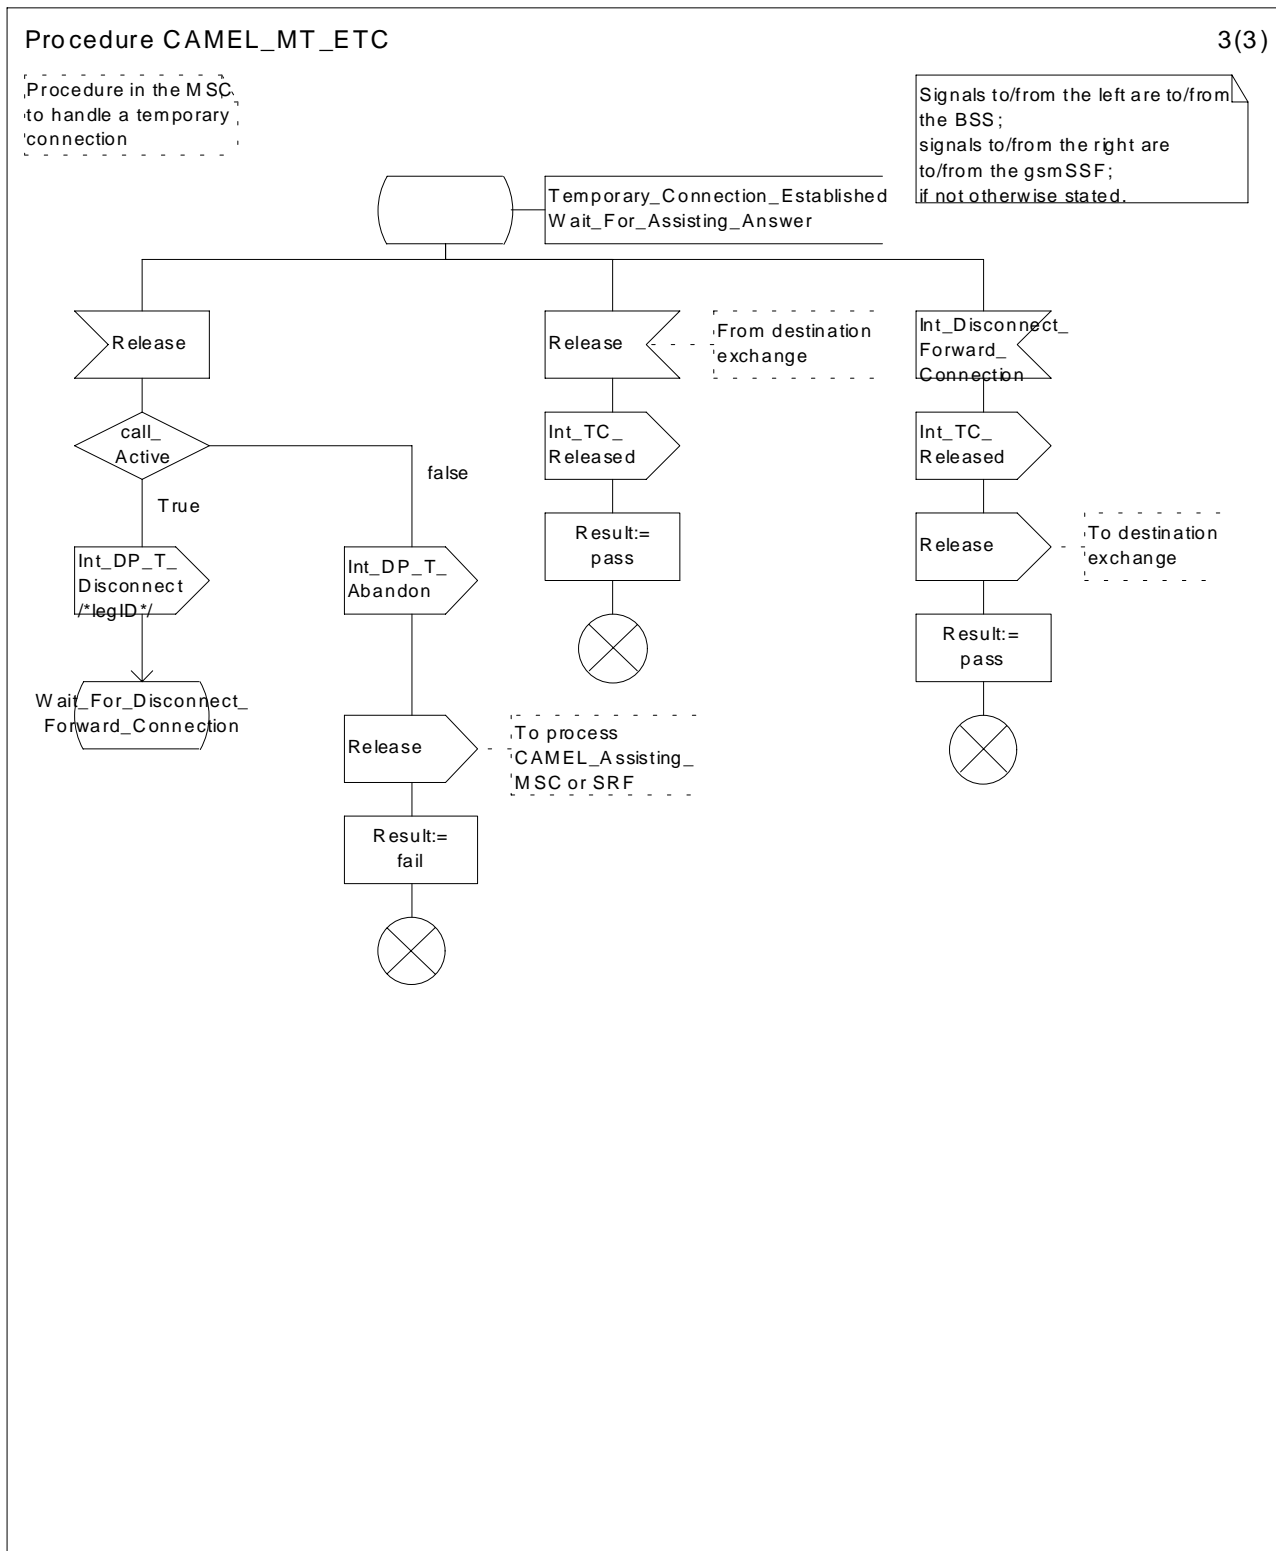 Procedure CAMEL_MT_ETC
3(3)
Procedure in the MSC
to handle a temporary
connection
Signals to/from the left are to/from
the BSS;
signals to/from the right are
to/from the gsmSSF;
if not otherwise stated.
Temporary_Connection_Established
Wait_For_Assisting_Answer
Release
Release
From destination
exchange
Int_Disconnect_
Forward_
Connection
call_
Active
false
True
Int_TC_
Released
Int_TC_
Released
Int_DP_T_
Disconnect
/*legID*/
Int_DP_T_
Abandon
Result:=
pass
Release
To destination
exchange
Wait_For_Disconnect_
Forward_Connection
Result:=
pass
Release
To process
CAMEL_Assisting_
MSC or SRF
Result:=
fail